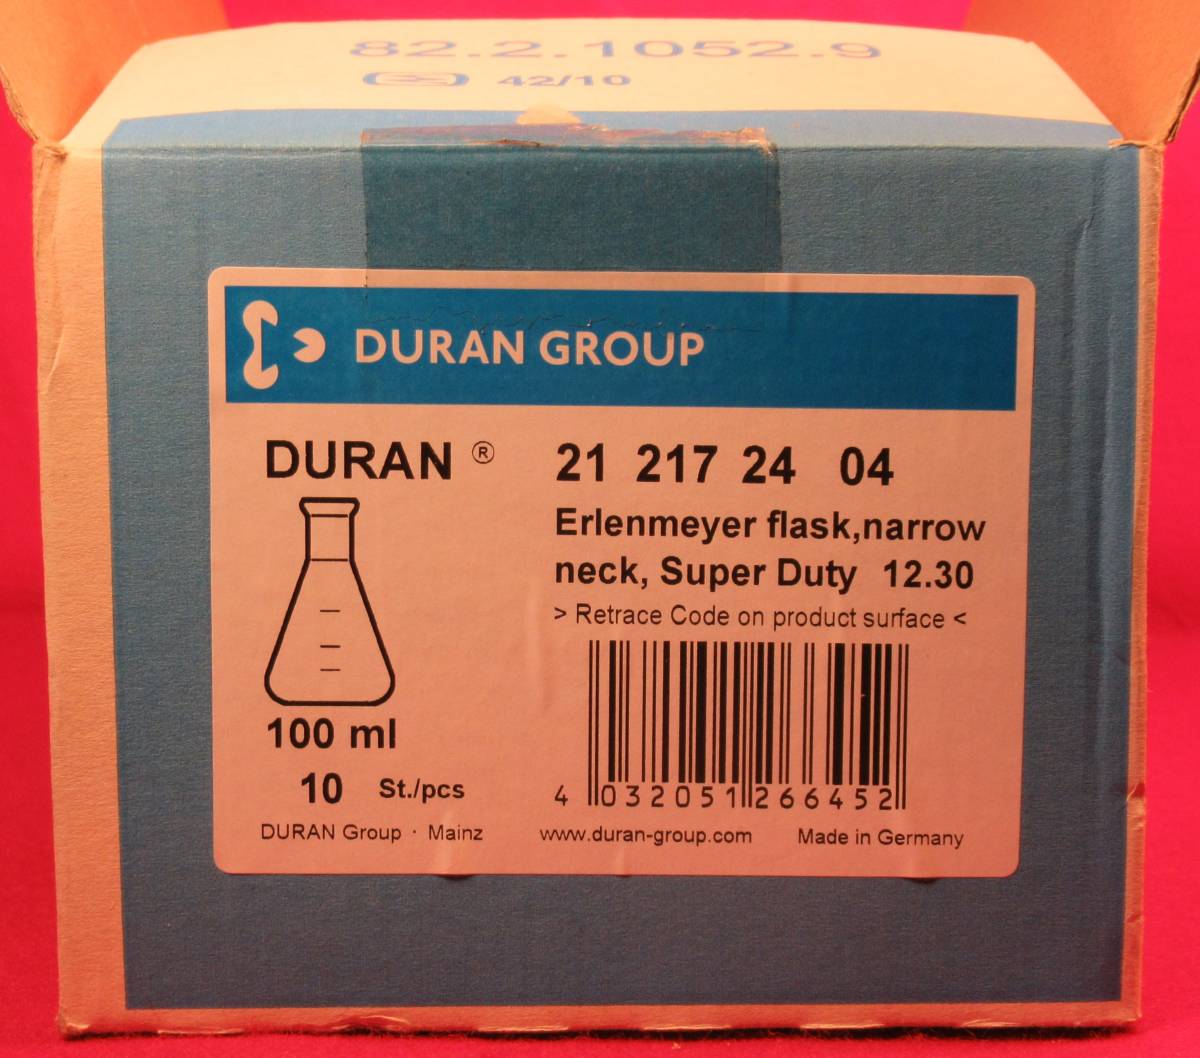 82.2.1052.9
42/10
DURAN GROUP
DURAN ®
21 217 24 04
Erlenmeyer flask,narrow
neck, Super Duty 12.30
> Retrace Code on product surface <
100 ml
10 St./pcs
4 032051 266452
DURAN Group · Mainz www.duran-group.com Made in Germany